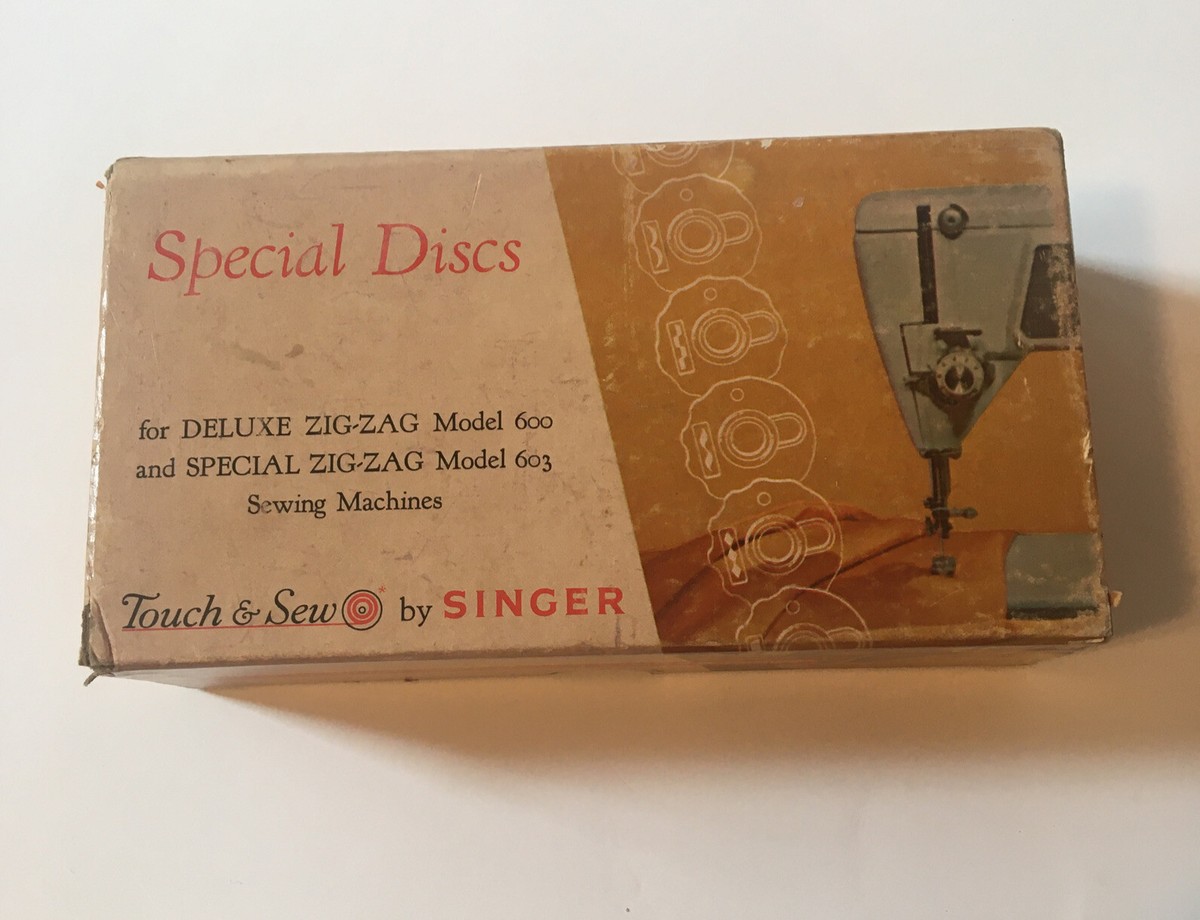 Special Discs
for DELUXE ZIG-ZAG Model 600
and SPECIAL ZIG-ZAG Model 603
Sewing Machines
Touch & Sew * by SINGER